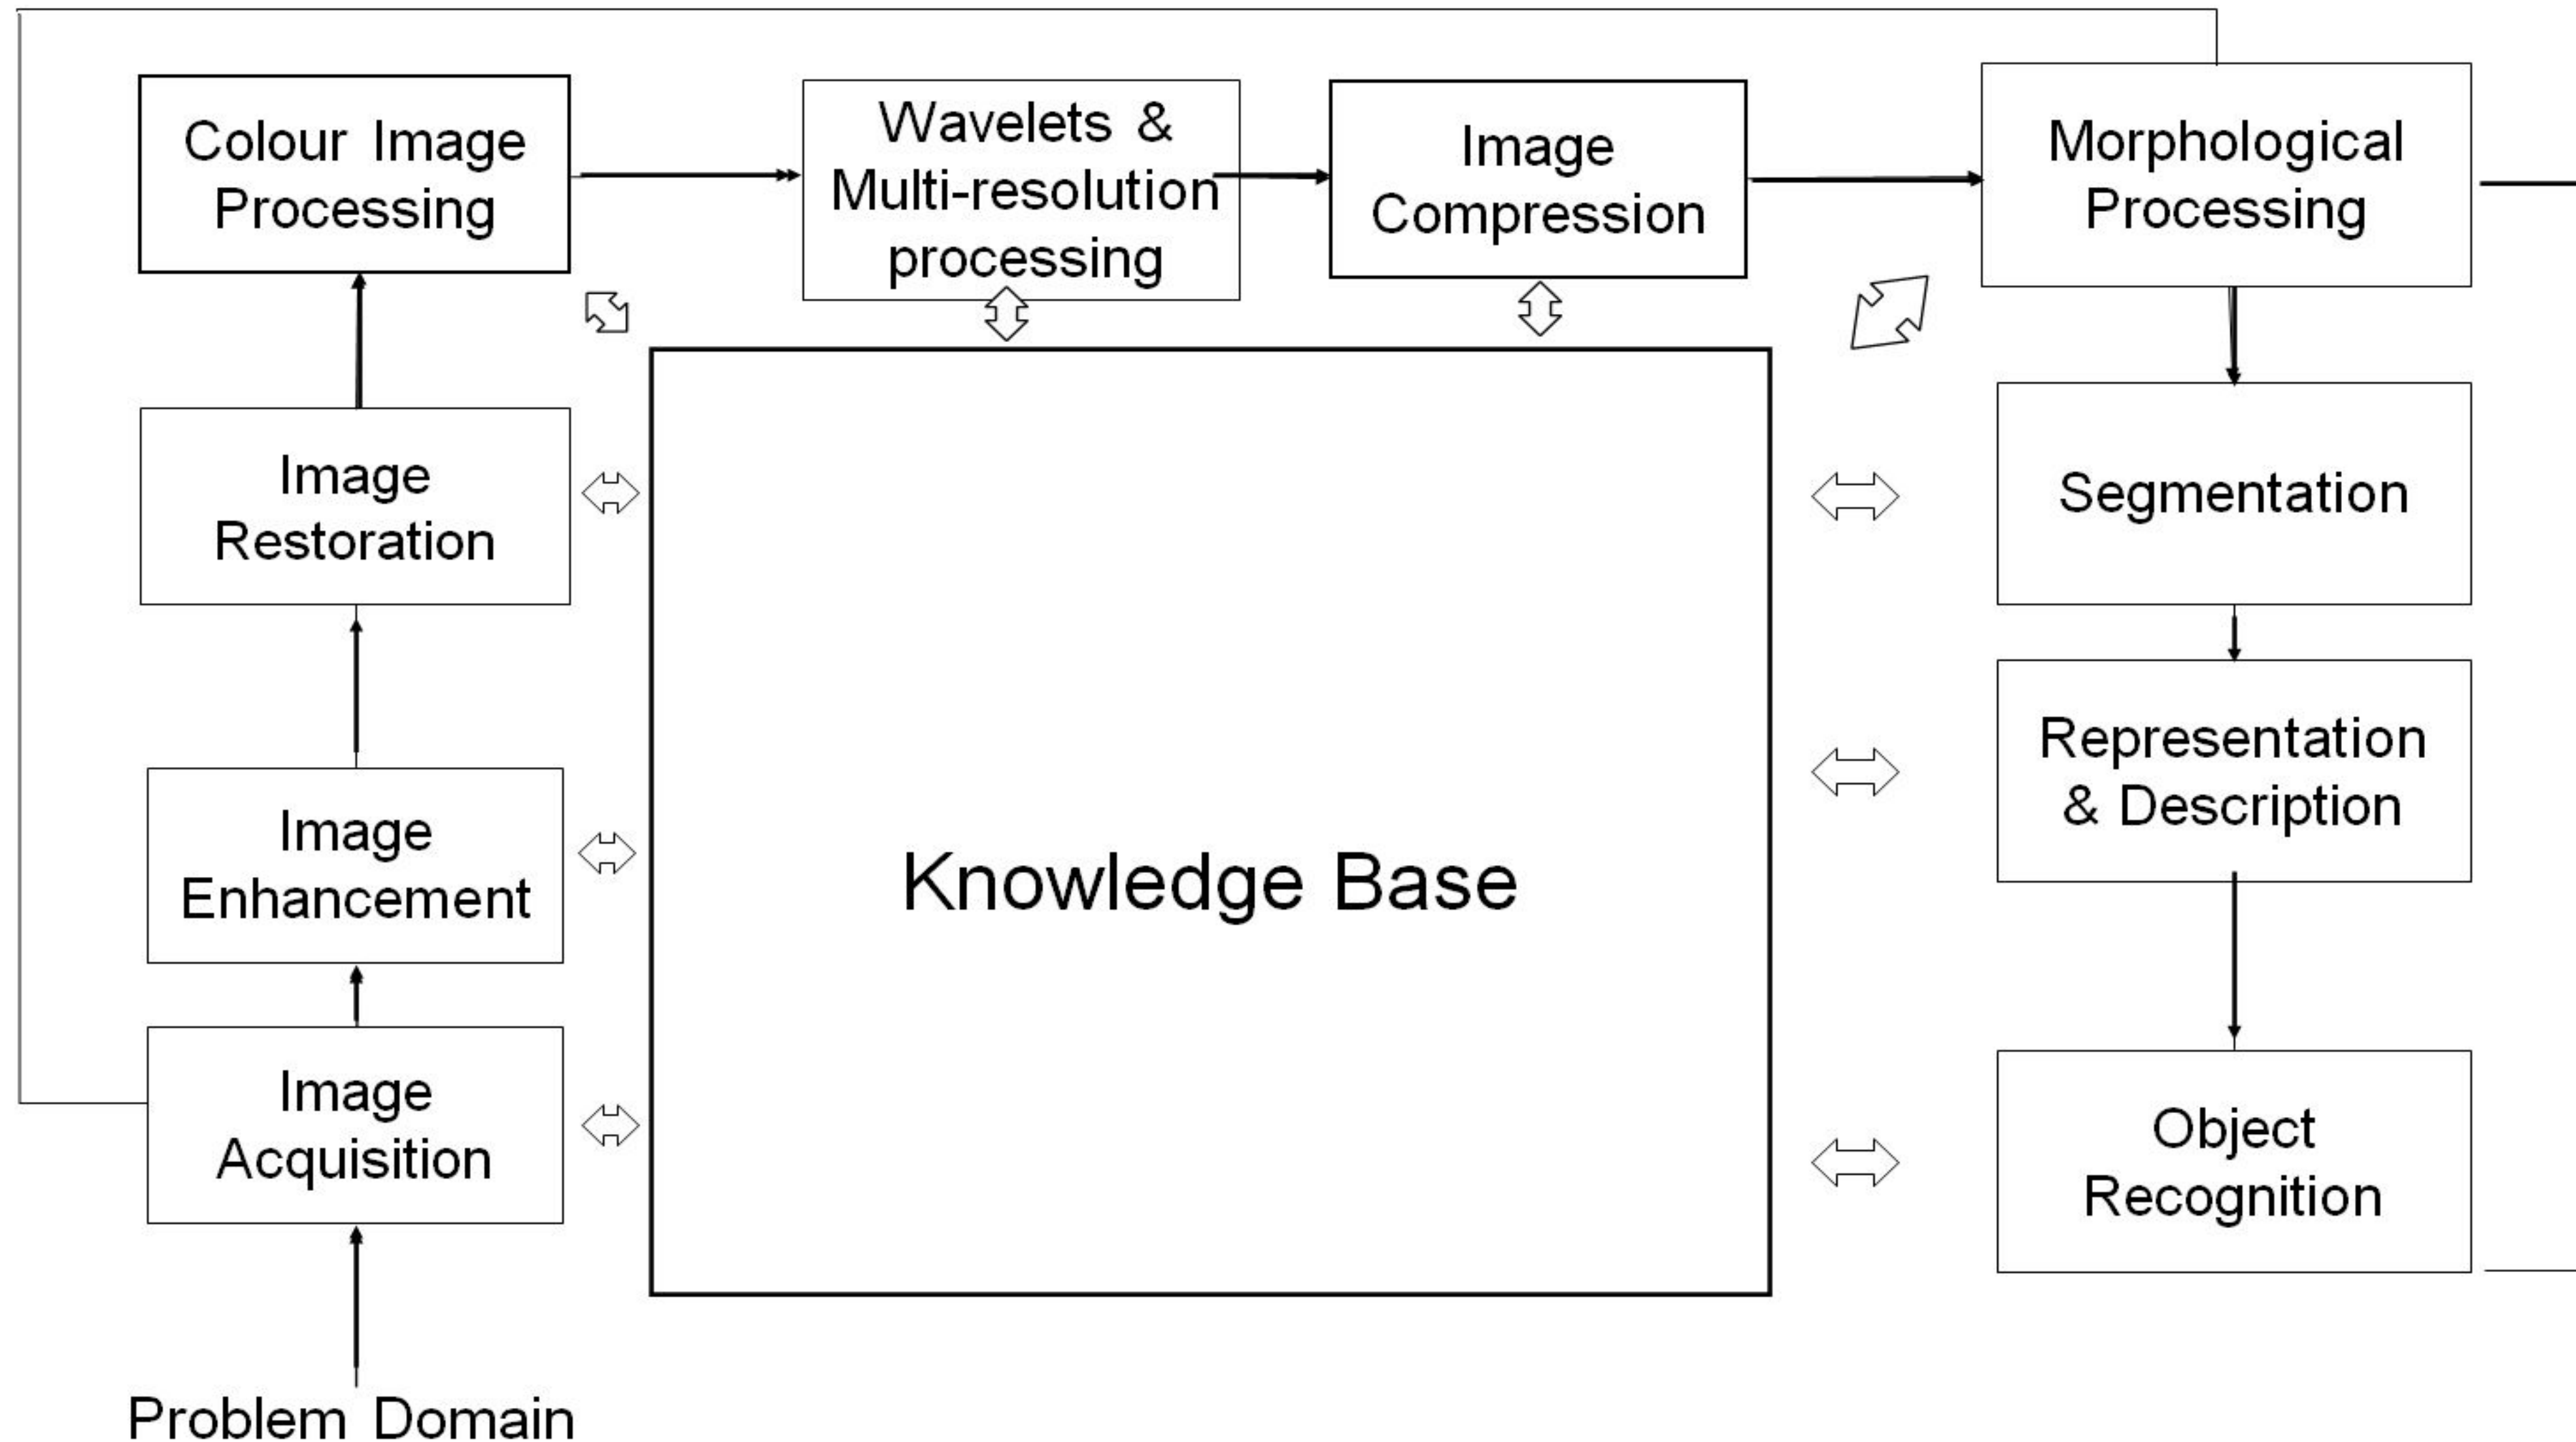 Colour Image
Processing
Wavelets &
Multi-resolution
processing
Image
Compression
Morphological
Processing
Image
Restoration
Segmentation
Image
Enhancement
Knowledge Base
Representation
& Description
Image
Acquisition
Object
Recognition
Problem Domain